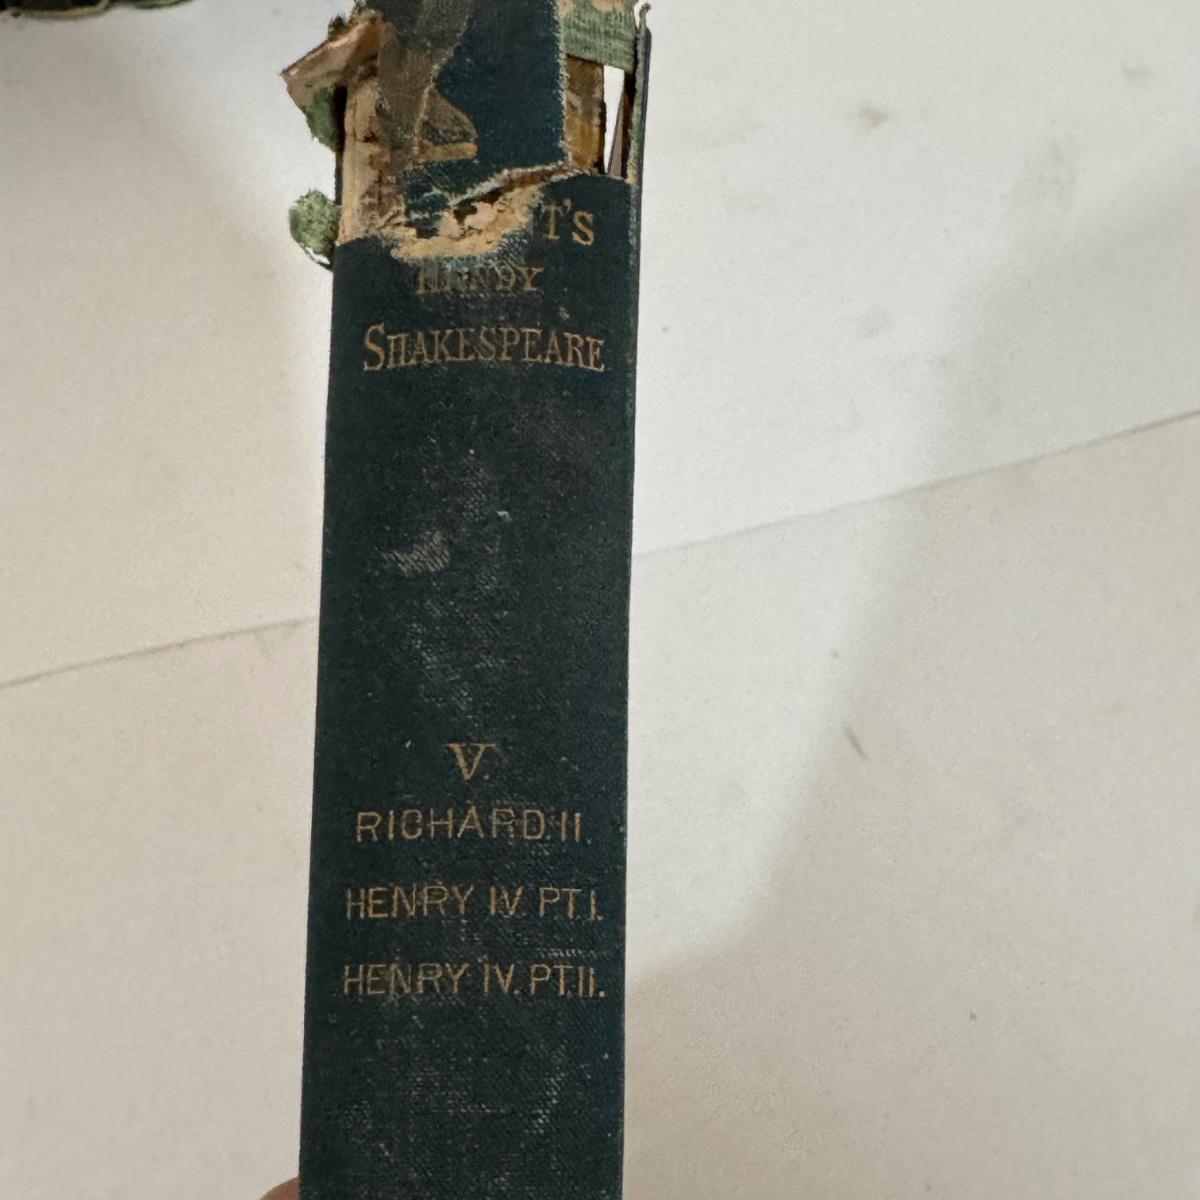 T'S
HANDY
SHAKESPEARE
V.
RICHARD. II.
HENRY IV. PT. I.
HENRY IV. PT. II.